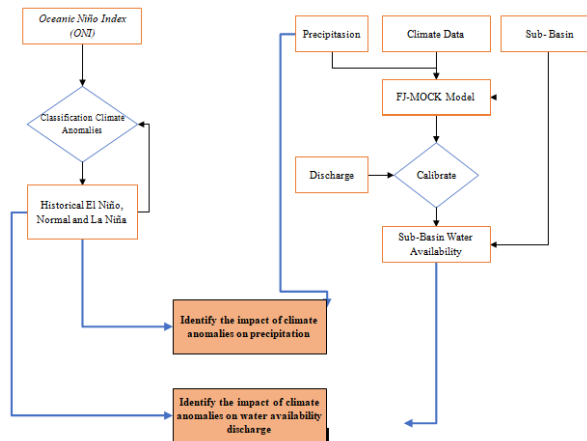 Oceanic Niño Index
(ONI)
Precipitasion
Climate Data
Sub- Basin
Classification Climate
Anomalies
FJ-MOCK Model
Discharge
Calibrate
Historical El Niño,
Normal and La Niña
Sub-Basin Water
Availability
Identify the impact of climate
anomalies on precipitation
Identify the impact of climate
anomalies on water availability
discharge